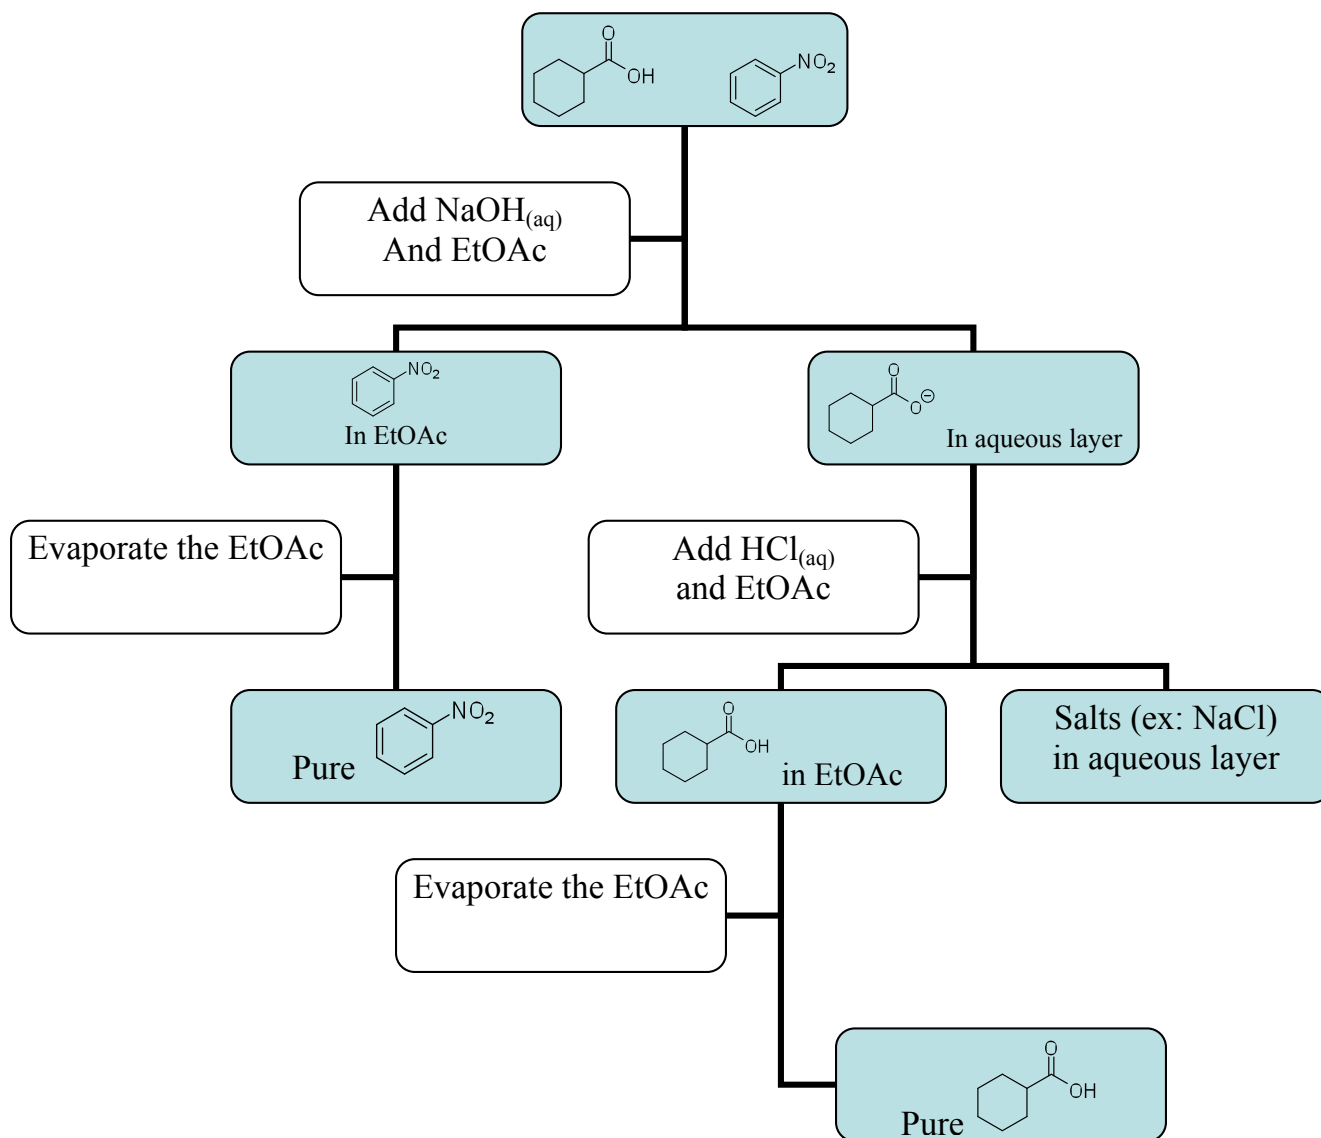 O
OH
NO₂
Add NaOH₍aq₎
And EtOAc
NO₂
In EtOAc
O
O⊖
In aqueous layer
Evaporate the EtOAc
Add HCl₍aq₎
and EtOAc
NO₂
Pure
O
OH
in EtOAc
Salts (ex: NaCl)
in aqueous layer
Evaporate the EtOAc
O
OH
Pure